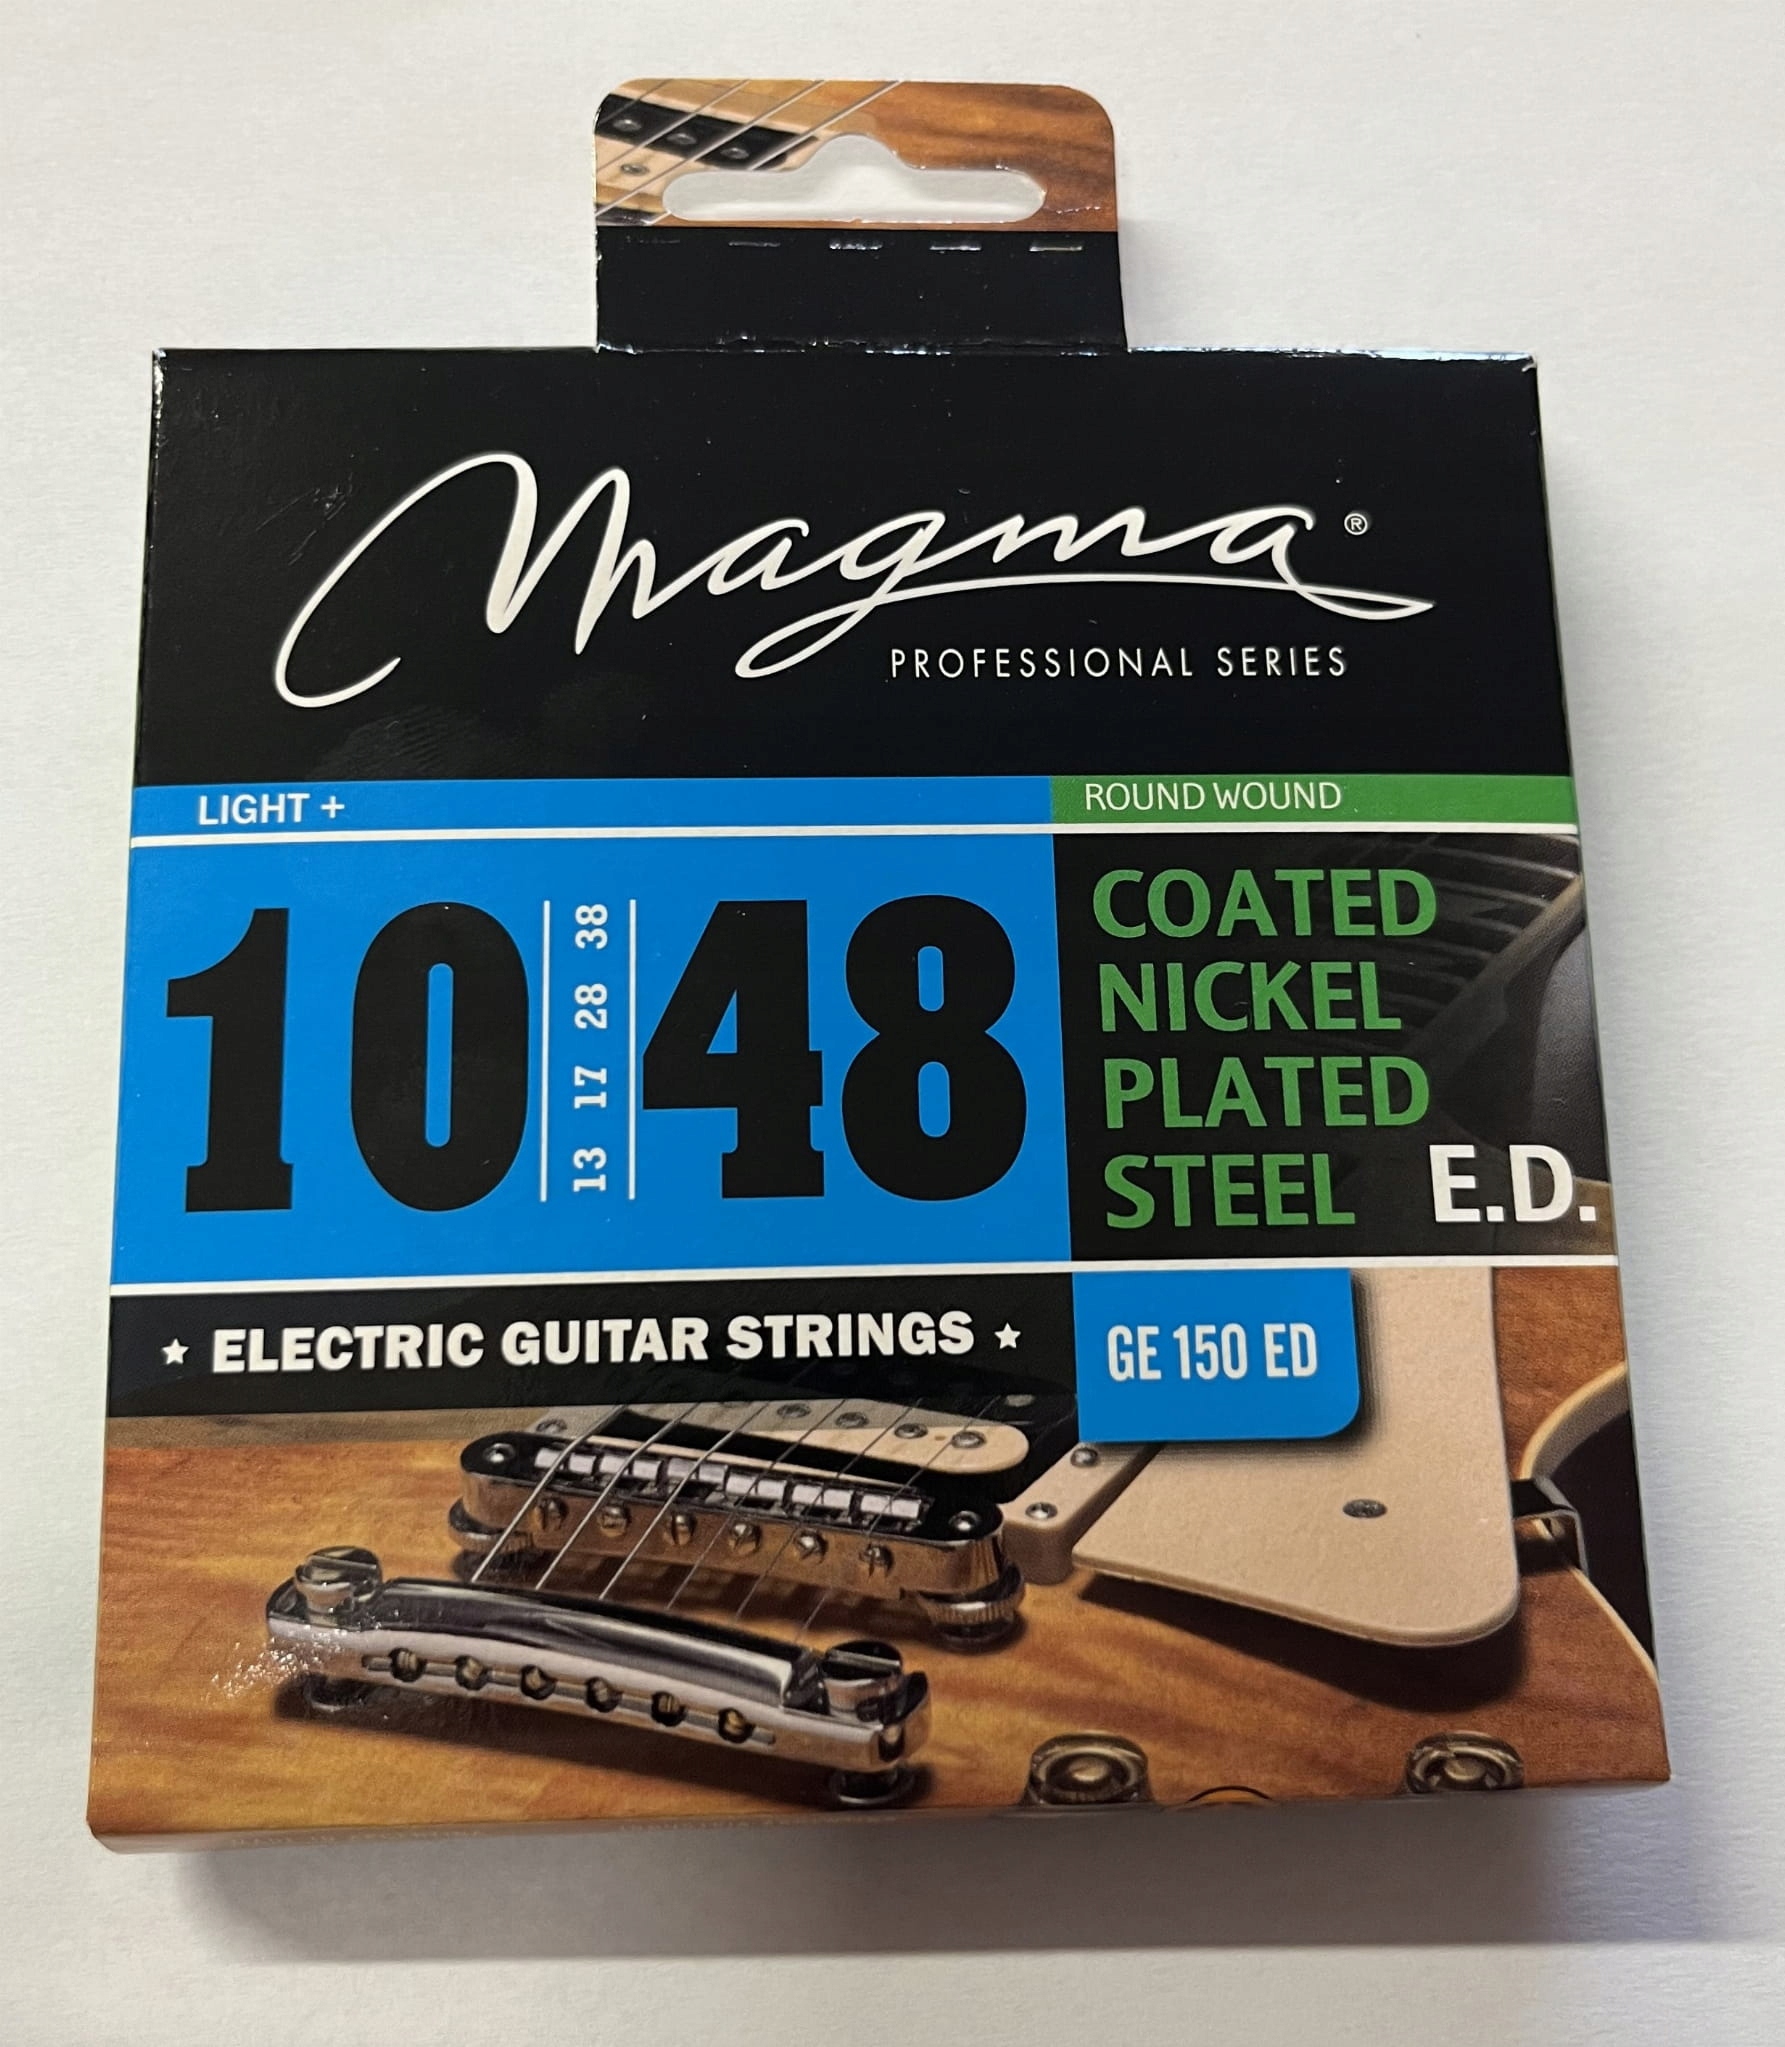 Magma®
PROFESSIONAL SERIES
LIGHT +
ROUND WOUND
10
13 17 28 38
48
COATED
NICKEL
PLATED
STEEL E.D.
★ ELECTRIC GUITAR STRINGS ★
GE 150 ED